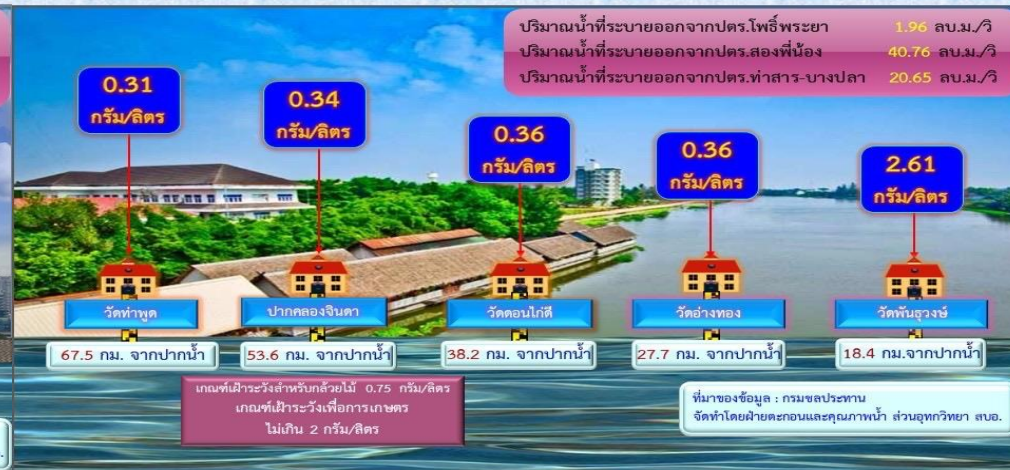 ปริมาณน้ำที่ระบายออกจากปตร.โพธิ์พระยา 1.96 ลบ.ม./วิ
ปริมาณน้ำที่ระบายออกจากปตร.สองพี่น้อง 40.76 ลบ.ม./วิ
ปริมาณน้ำที่ระบายออกจากปตร.ท่าสาร-บางปลา 20.65 ลบ.ม./วิ
0.31
กรัม/ลิตร
0.34
กรัม/ลิตร
0.36
กรัม/ลิตร
0.36
กรัม/ลิตร
2.61
กรัม/ลิตร
วัดท่าพูด
ปากคลองจินดา
วัดดอนไก่ดี
วัดอ่างทอง
วัดพันธุวงษ์
67.5 กม. จากปากน้ำ
53.6 กม. จากปากน้ำ
38.2 กม. จากปากน้ำ
27.7 กม. จากปากน้ำ
18.4 กม.จากปากน้ำ
เกณฑ์เฝ้าระวังสำหรับกล้วยไม้ 0.75 กรัม/ลิตร
เกณฑ์เฝ้าระวังเพื่อการเกษตร
ไม่เกิน 2 กรัม/ลิตร
ที่มาของข้อมูล : กรมชลประทาน
จัดทำโดยฝ่ายตะกอนและคุณภาพน้ำ ส่วนอุทกวิทยา สบอ.